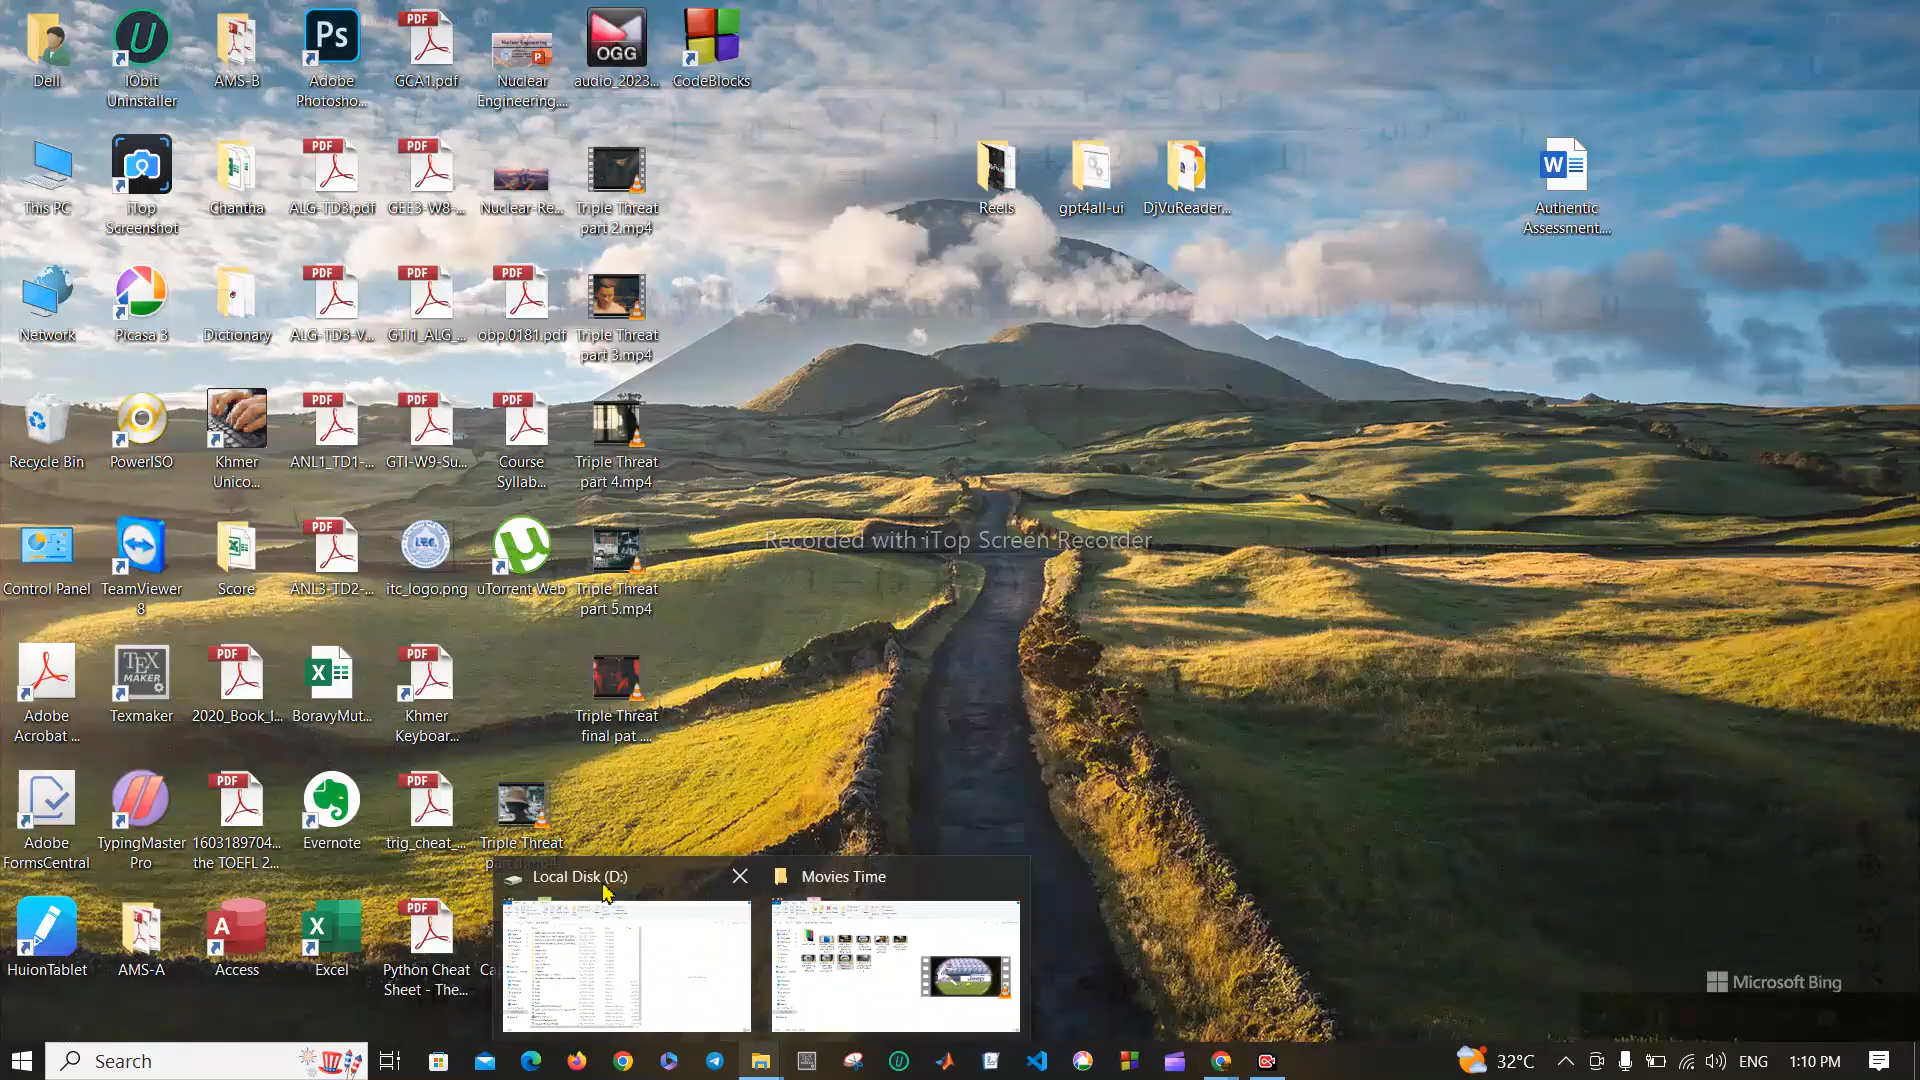 Dell
IObit
Uninstaller
AMS-B
Adobe
Photosho...
GCA1.pdf
Nuclear
Engineering....
audio_2023...
CodeBlocks
This PC
iTop
Screenshot
Chantha
ALG-TD3.pdf
GEE3-W8-...
Nuclear-Re...
Triple Threat
part 2.mp4
Reels
gpt4all-ui
DjVuReader...
Authentic
Assessment....
Network
Picasa 3
Dictionary
ALG-TD3-V...
GTI1_ALG_...
obp.0181.pdf
Triple Threat
part 3.mp4
Recycle Bin
PowerISO
Khmer
Unico...
ANL1_TD1-...
GTI-W9-Su...
Course
Syllab...
Triple Threat
part 4.mp4
Recorded with iTop Screen Recorder
Control Panel
TeamViewer
8
Score
ANL3-TD2-...
itc_logo.png
uTorrent Web
Triple Threat
part 5.mp4
Adobe
Acrobat ...
Texmaker
2020_Book_I...
BoravyMut...
Khmer
Keyboar...
Triple Threat
final pat ....
Adobe
FormsCentral
TypingMaster
Pro
1603189704...
the TOEFL 2...
Evernote
trig_cheat_...
Triple Threat
Local Disk (D:)
Movies Time
HuionTablet
AMS-A
Access
Excel
Python Cheat
Sheet - The...
Microsoft Bing
Search
32°C
ENG
1:10 PM